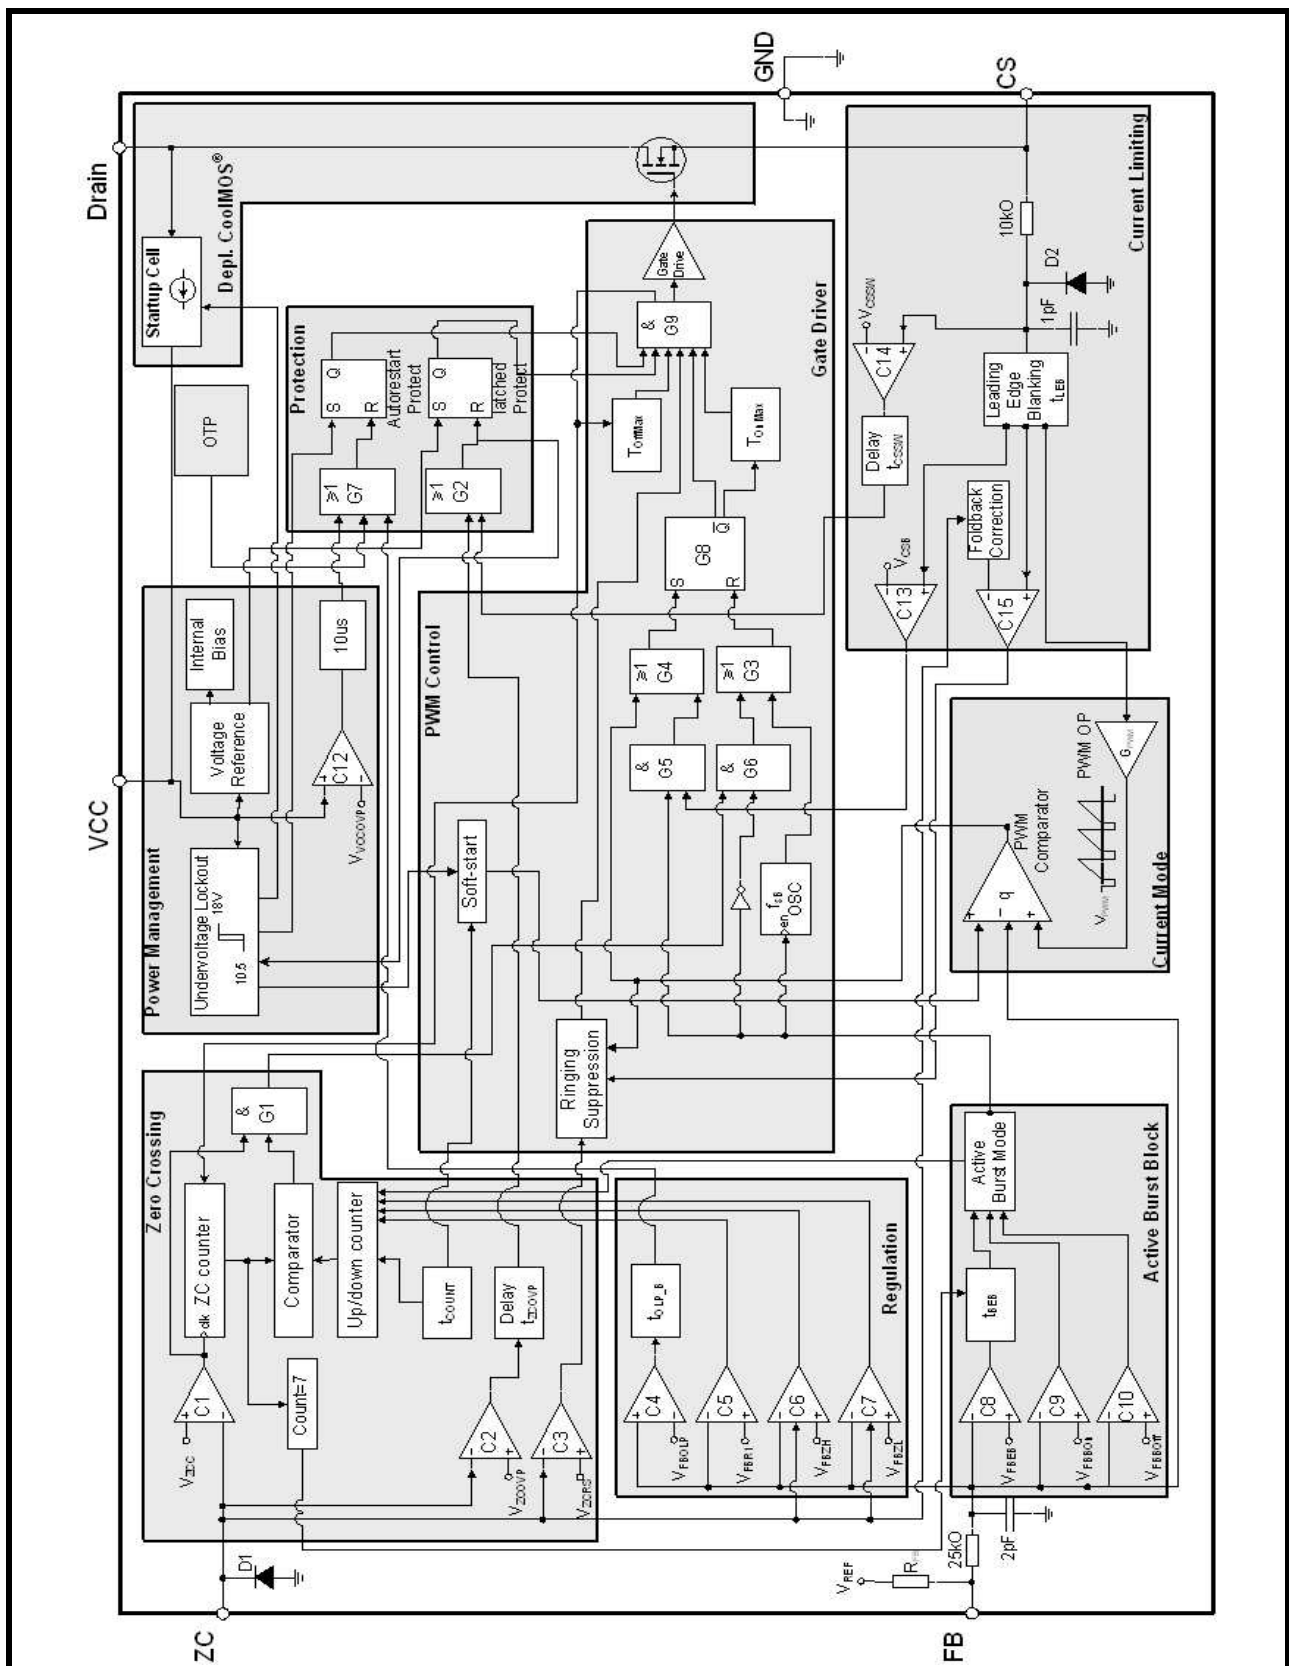 VCC
Drain
GND
CS
ZC
FB
Power Management
Undervoltage Lockout
18V
10.5
Voltage
Reference
Internal
Bias
C12
VVCCOVP
10us
OTP
Startup Cell
Depl. CoolMOS®
Protection
≥1
G7
S
Q
R
Autorestart
Protect
≥1
G2
S
Q
R
latched
Protect
Zero Crossing
C1
VZCC
clk ZC counter
&
G1
Comparator
Count=7
Up/down counter
tCOUNT
C2
VZCOVP
Delay
tZCOVP
C3
VZCRS
D1
PWM Control
Soft-start
Ringing
Suppression
&
G5
&
G6
≥1
G4
≥1
G3
en
fSB
OSC
S
R
G8
Q
TOffMax
TOnMax
&
G9
Gate
Drive
Gate Driver
Regulation
C4
VFBOLP
tOLP_B
C5
VFBR1
C6
VFBZH
C7
VFBZL
Active Burst Block
C8
VFBEB
tBEB
C9
C10
VFBBOff
Active
Burst Mode
VREF
25kO
2pF
Current Mode
PWM
Comparator
q
VPWM
PWM OP
GPWM
Current Limiting
C13
VCSB
C14
VCSSW
Delay
tCSSW
C15
Foldback
Correction
Leading
Edge
Blanking
tLEB
1pF
D2
10kO